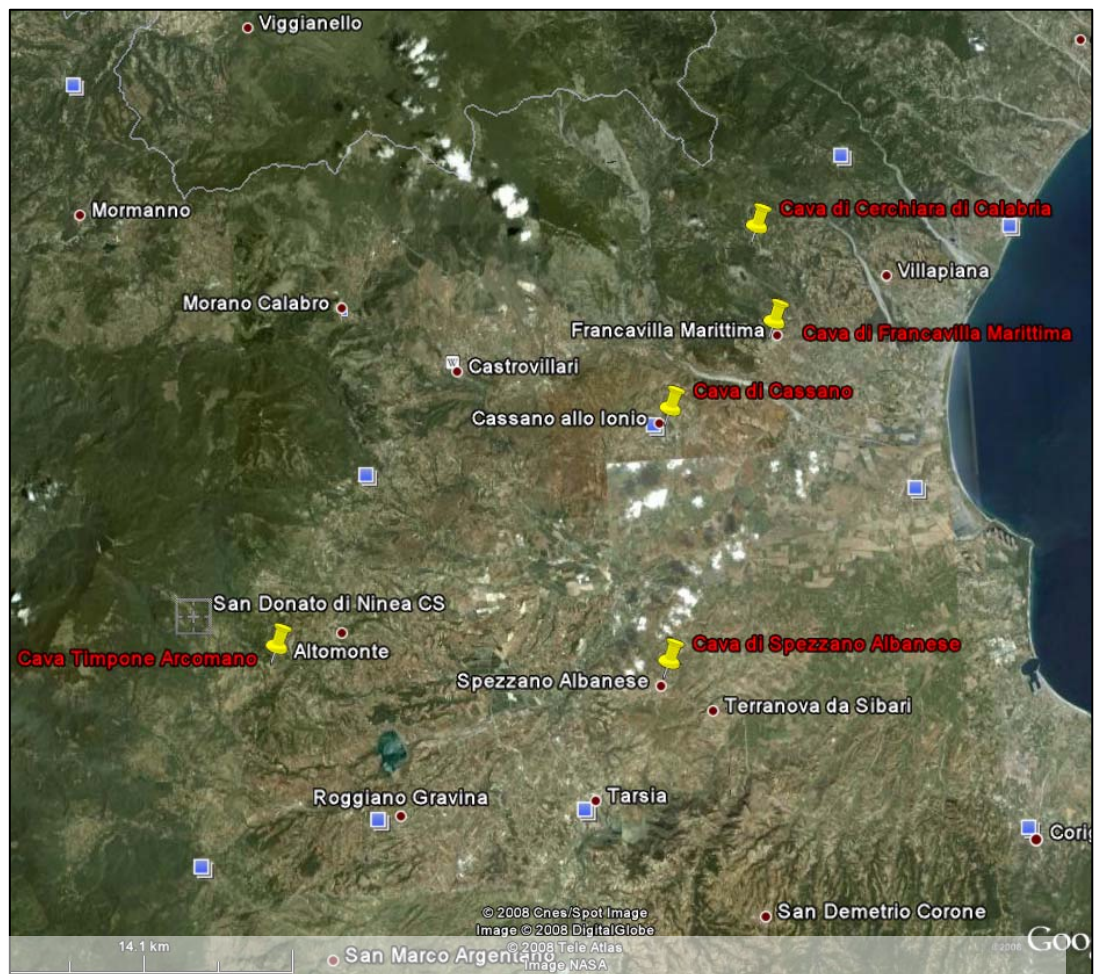 Viggianello
Mormanno
Cava di Cerchiara di Calabria
Villapiana
Morano Calabro
Francavilla Marittima
Cava di Francavilla Marittima
W
Castrovillari
Cava di Cassano
Cassano allo Ionio
San Donato di Ninea CS
Altomonte
Cava Timpone Arcomano
Cava di Spezzano Albanese
Spezzano Albanese
Terranova da Sibari
Roggiano Gravina
Tarsia
Corig
San Demetrio Corone
© 2008 Cnes/Spot Image
Image © 2008 DigitalGlobe
© 2008 Tele Atlas
Image NASA
14.1 km
San Marco Argentano
©2008 Goo